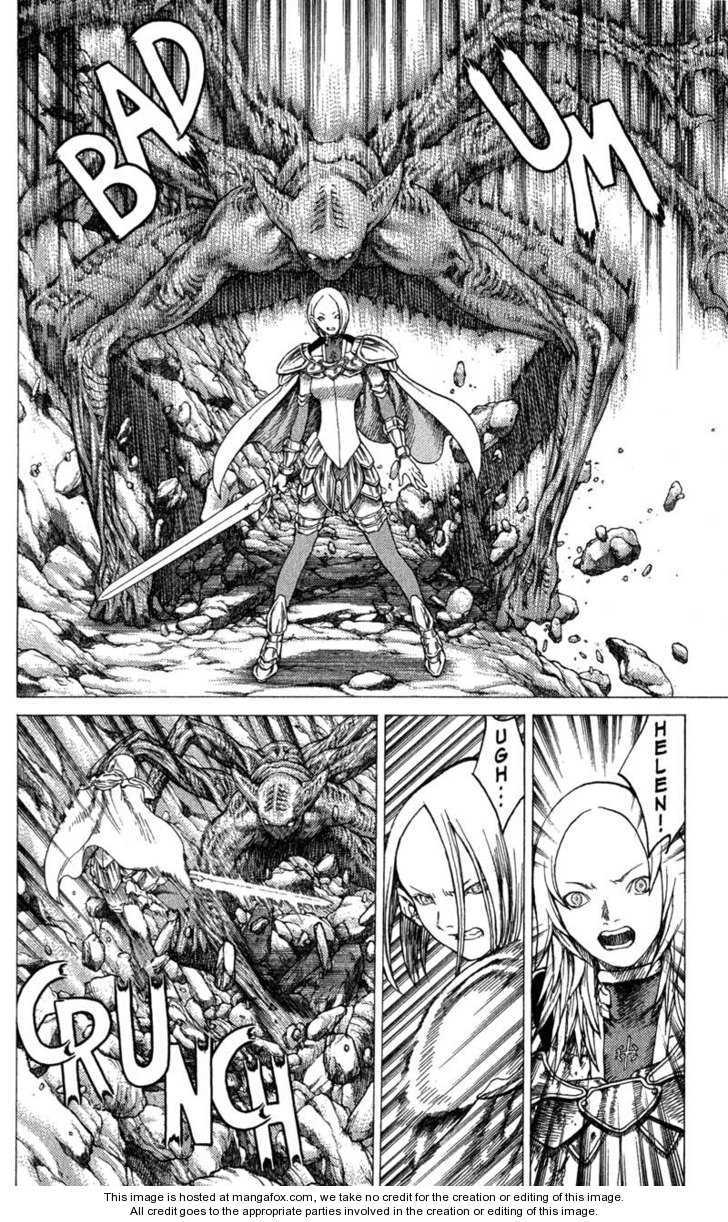 BAD
UM
HELEN!
UGH...
CRUNCH
This image is hosted at mangafox.com, we take no credit for the creation or editing of this image.
All credit goes to the appropriate parties involved in the creation or editing of this image.